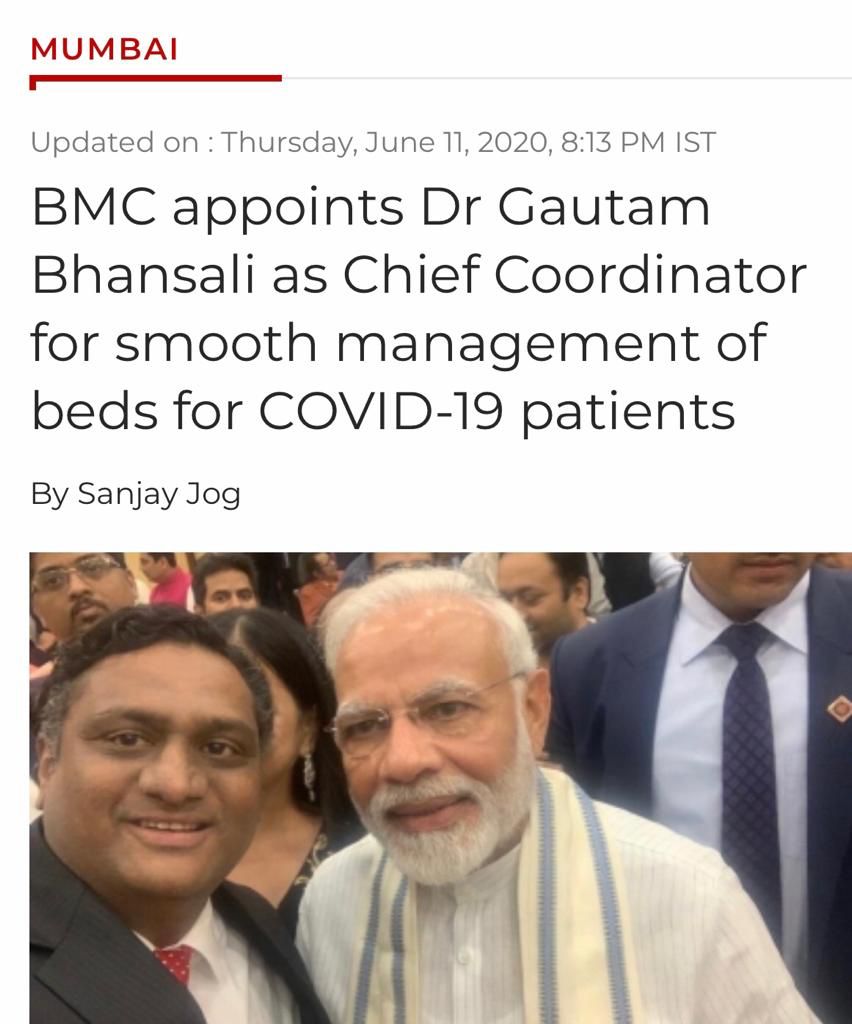 MUMBAI
Updated on : Thursday, June 11, 2020, 8:13 PM IST
BMC appoints Dr Gautam
Bhansali as Chief Coordinator
for smooth management of
beds for COVID-19 patients
By Sanjay Jog